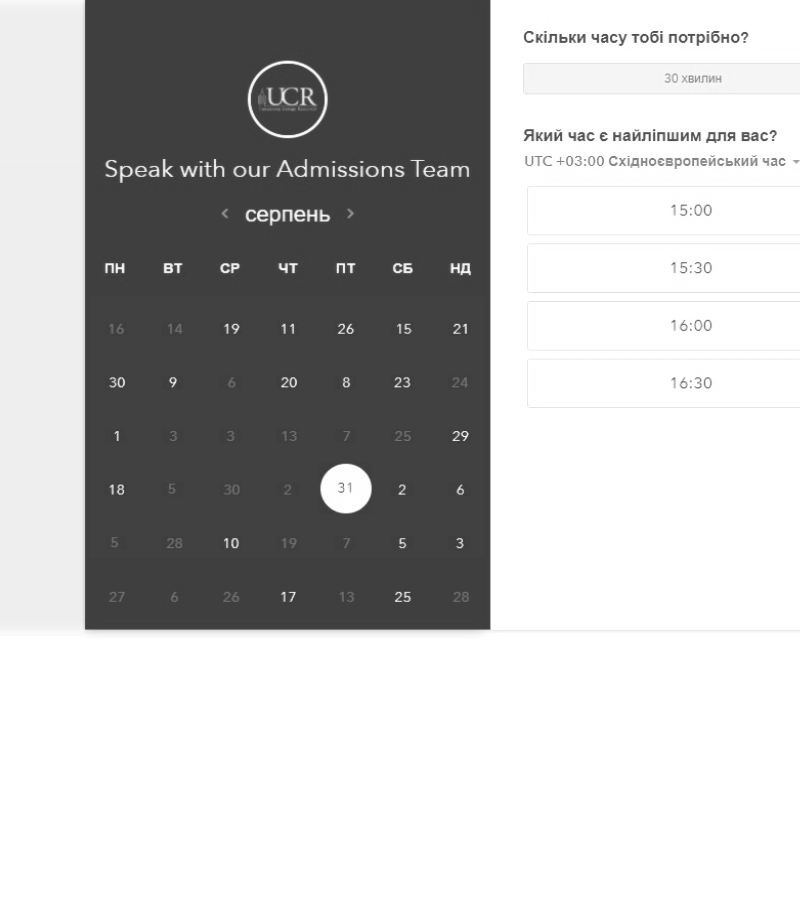 UCR
Speak with our Admissions Team
серпень
ПН ВТ СР ЧТ ПТ СБ НД
16 14 19 11 26 15 21
30 9 6 20 8 23 24
1 3 3 13 7 25 29
18 5 30 2 31 2 6
5 28 10 19 7 5 3
27 6 26 17 13 25 28
Скільки часу тобі потрібно?
30 хвилин
Який час є найліпшим для вас?
UTC +03:00 Східноєвропейський час
15:00
15:30
16:00
16:30